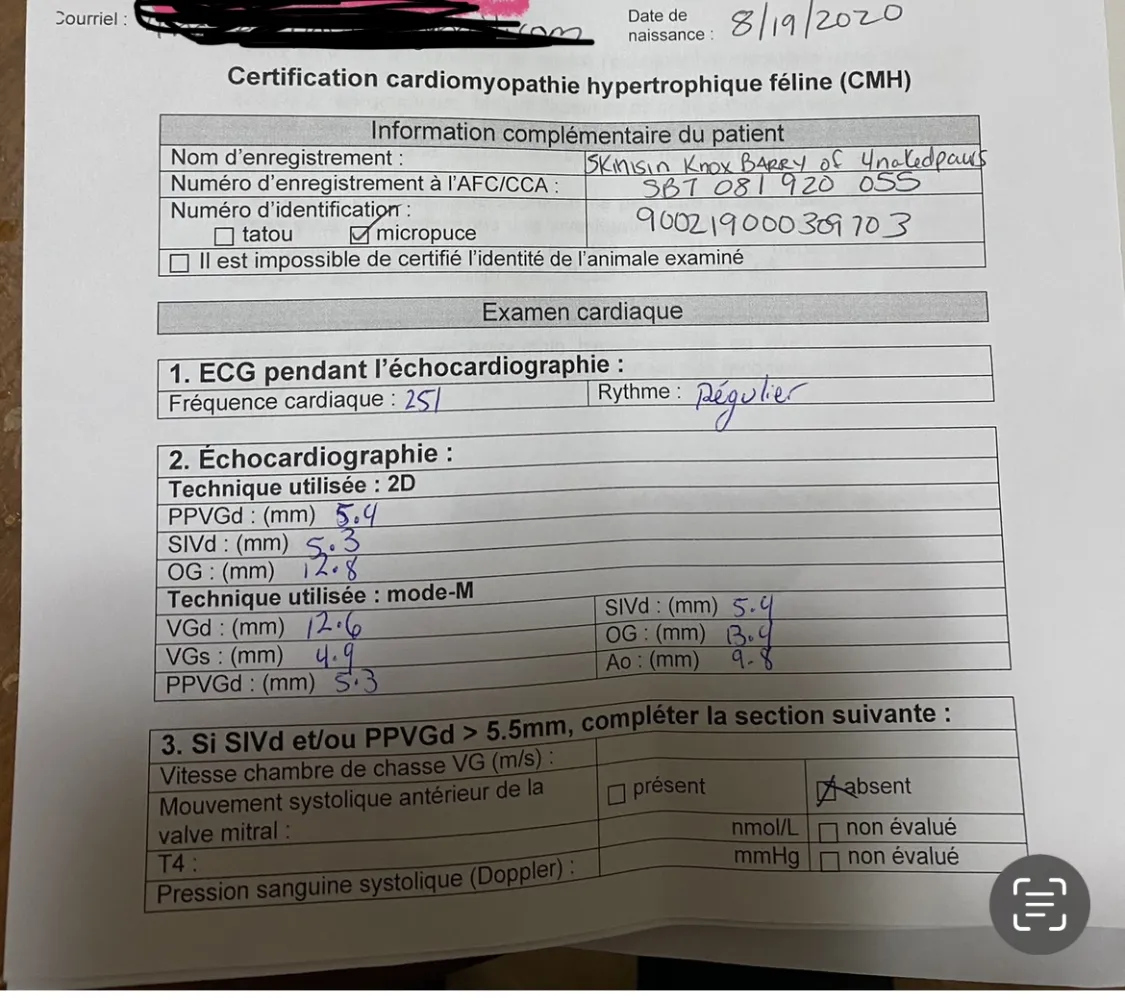 Courriel :
Date de naissance : 8/19/2020
Certification cardiomyopathie hypertrophique féline (CMH)
Information complémentaire du patient
Nom d'enregistrement : SKinisin Knox BARRY of 4nakedpaws
Numéro d'enregistrement à l'AFC/CCA : SBT 081920 055
Numéro d'identification : 900219000309703
tatou micropuce
Il est impossible de certifié l'identité de l'animale examiné
Examen cardiaque
1. ECG pendant l'échocardiographie :
Fréquence cardiaque : 251 Rythme : Régulier
2. Échocardiographie :
Technique utilisée : 2D
PPVGd : (mm) 5.4
SIVd : (mm) 5.3
OG : (mm) 12.8
Technique utilisée : mode-M
VGd : (mm) 12.6 SIVd : (mm) 5.4
VGs : (mm) 4.9 OG : (mm) 13.4
PPVGd : (mm) 5.3 Ao : (mm) 9.8
3. Si SIVd et/ou PPVGd > 5.5mm, compléter la section suivante :
Vitesse chambre de chasse VG (m/s) :
Mouvement systolique antérieur de la valve mitral : présent absent
T4 : nmol/L non évalué
Pression sanguine systolique (Doppler) : mmHg non évalué